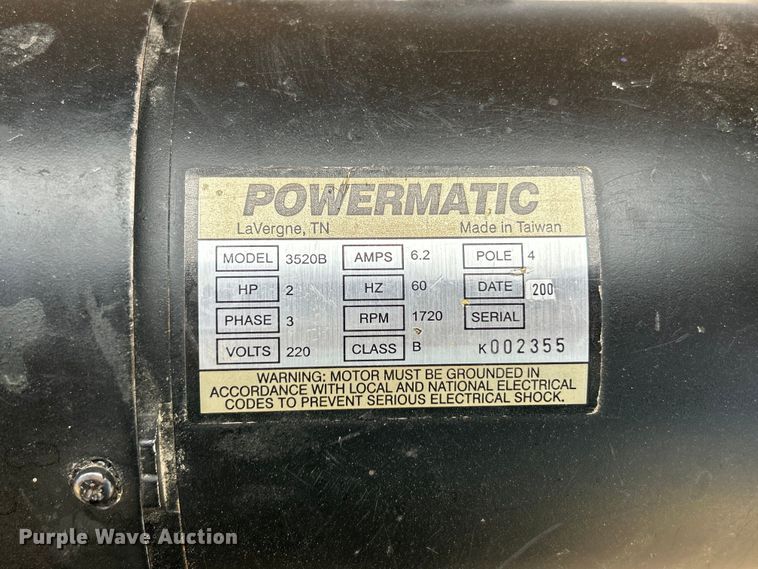 POWERMATIC
LaVergne, TN Made in Taiwan
MODEL 3520B AMPS 6.2 POLE 4
HP 2 HZ 60 DATE 200
PHASE 3 RPM 1720 SERIAL
VOLTS 220 CLASS B K002355
WARNING: MOTOR MUST BE GROUNDED IN
ACCORDANCE WITH LOCAL AND NATIONAL ELECTRICAL
CODES TO PREVENT SERIOUS ELECTRICAL SHOCK.
Purple Wave Auction